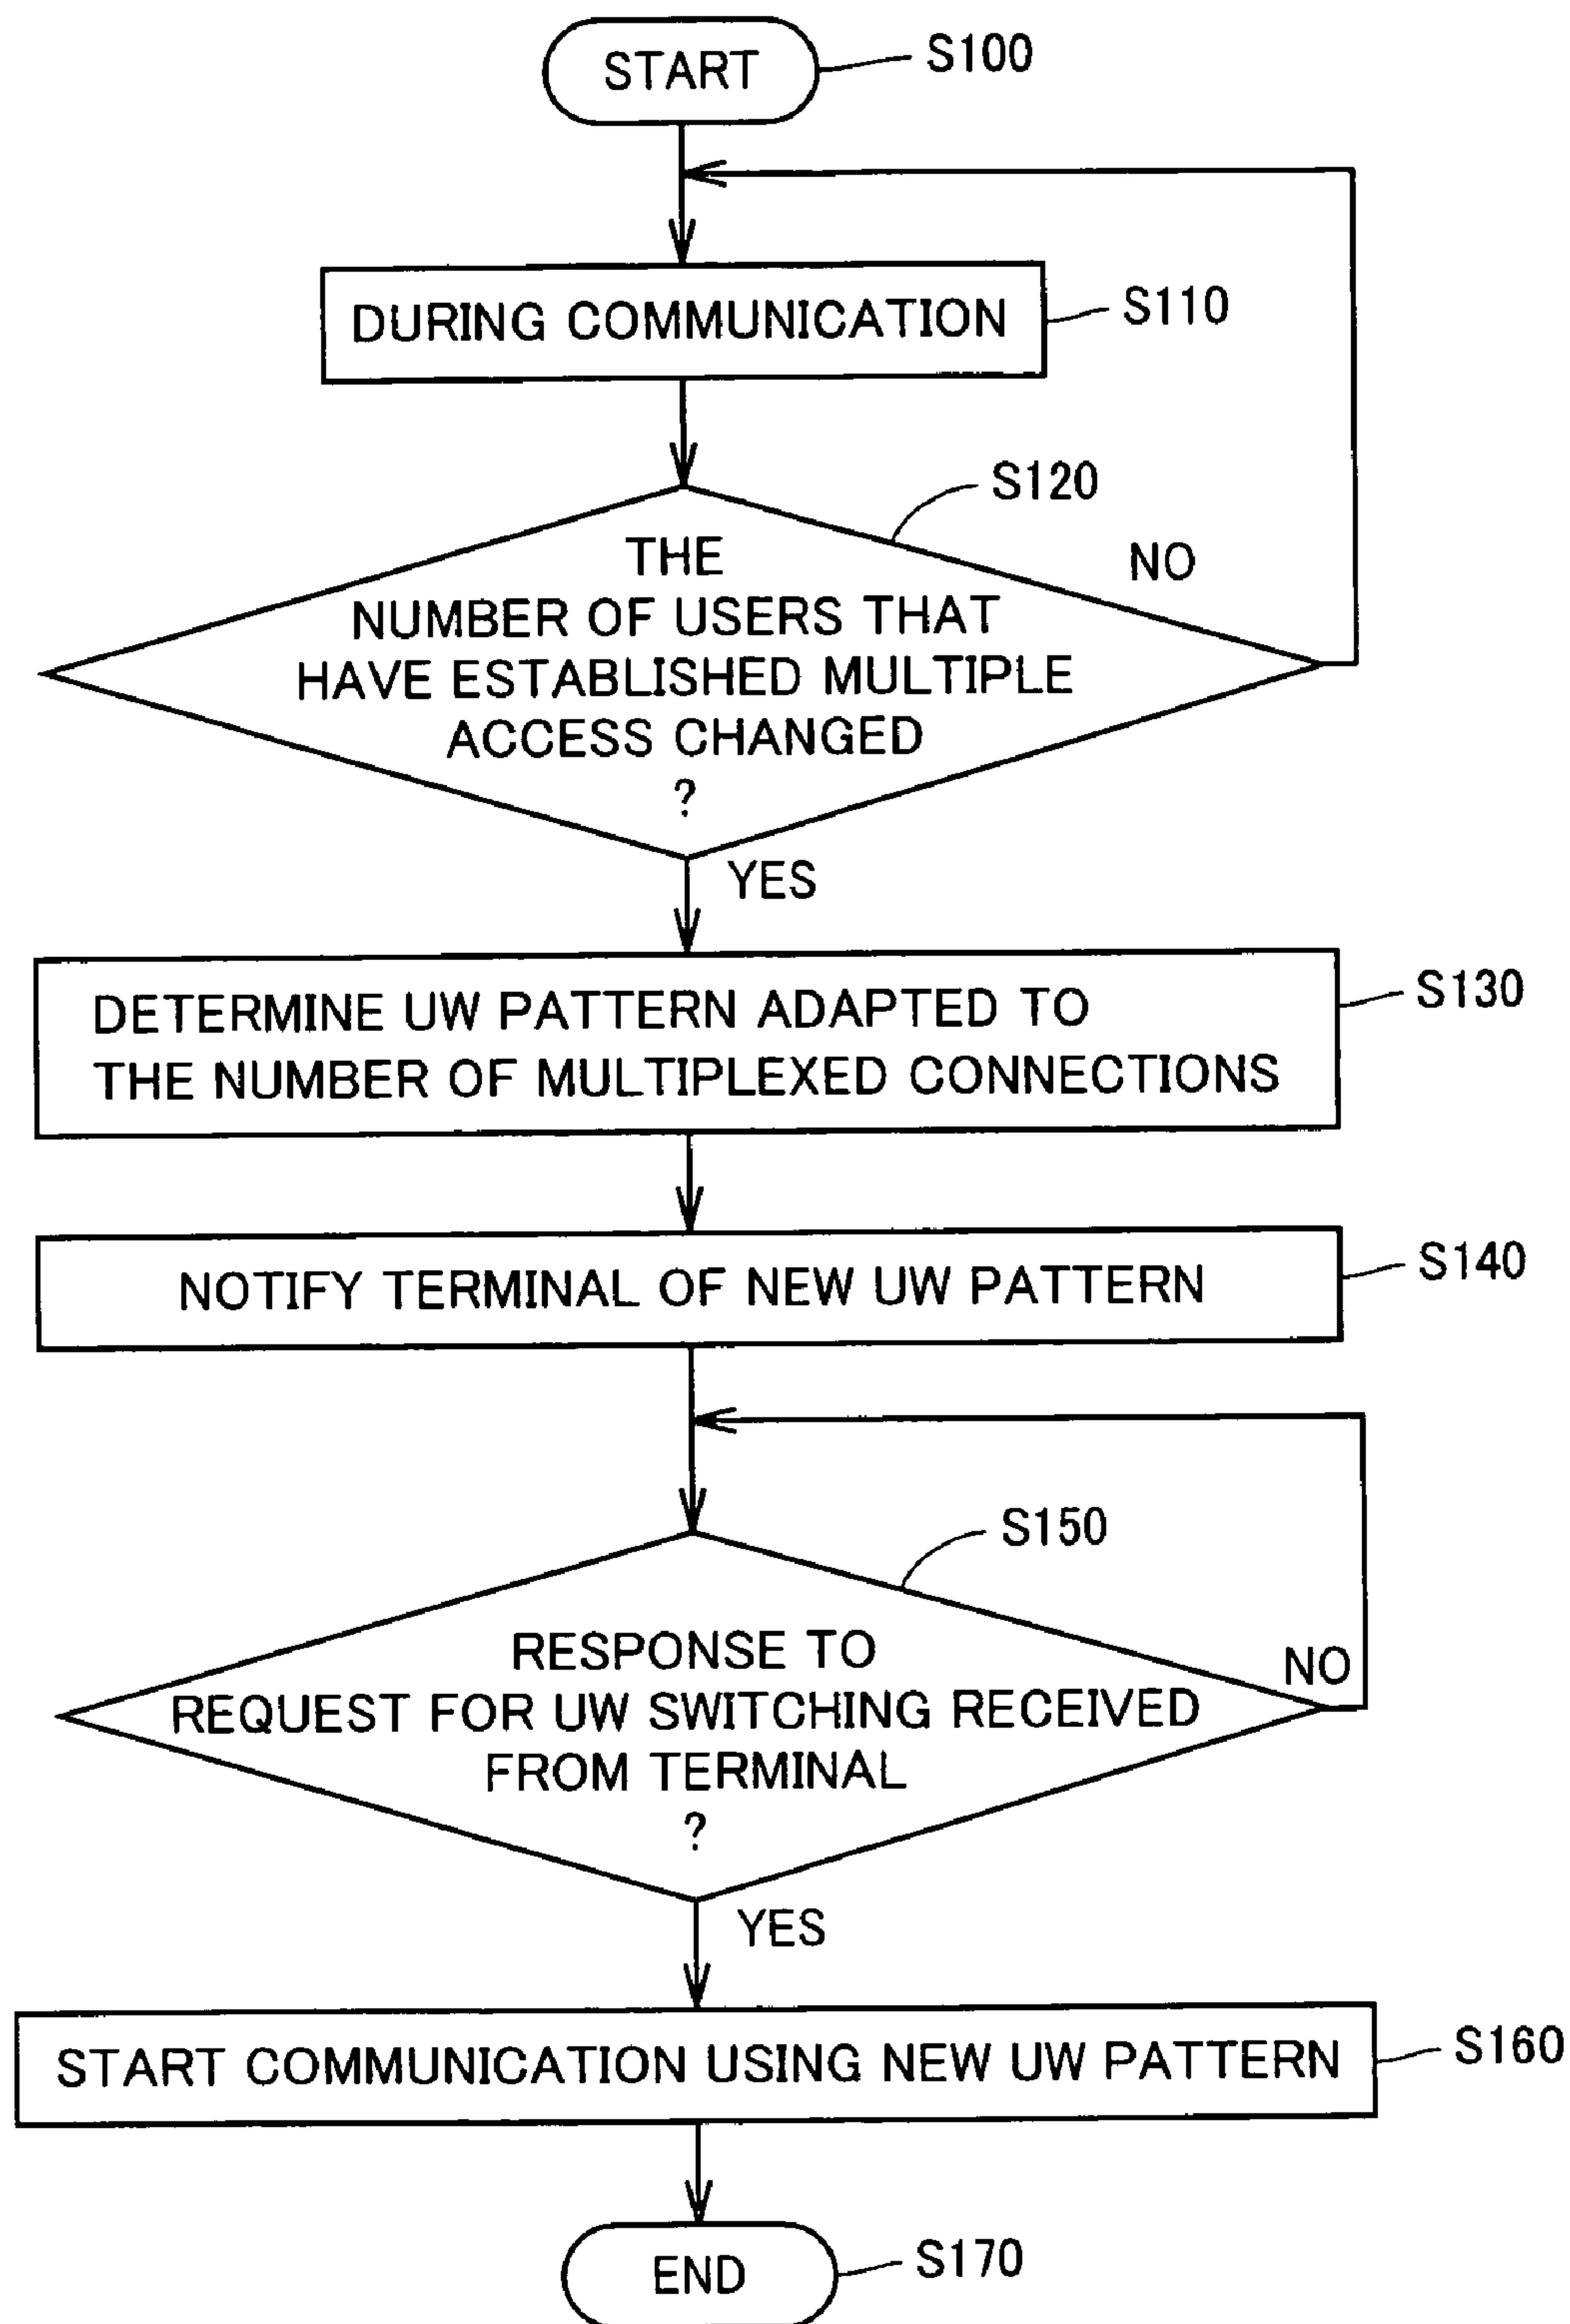 START
S100
DURING COMMUNICATION
S110
S120
THE
NUMBER OF USERS THAT
HAVE ESTABLISHED MULTIPLE
ACCESS CHANGED
?
NO
YES
DETERMINE UW PATTERN ADAPTED TO
THE NUMBER OF MULTIPLEXED CONNECTIONS
S130
NOTIFY TERMINAL OF NEW UW PATTERN
S140
S150
RESPONSE TO
REQUEST FOR UW SWITCHING RECEIVED
FROM TERMINAL
?
NO
YES
START COMMUNICATION USING NEW UW PATTERN
S160
END
S170